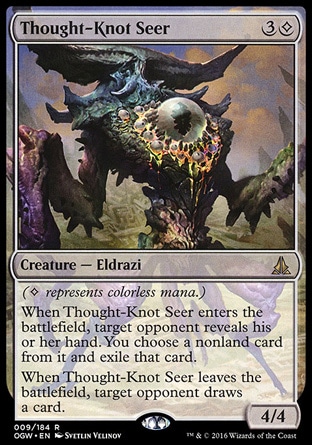 Thought-Knot Seer 3
Creature — Eldrazi
(◇ represents colorless mana.)
When Thought-Knot Seer enters the
battlefield, target opponent reveals his
or her hand. You choose a nonland card
from it and exile that card.
When Thought-Knot Seer leaves the
battlefield, target opponent draws
a card.
4/4
009/184 R
OGW • EN Svetlin Velinov ™ & © 2016 Wizards of the Coast